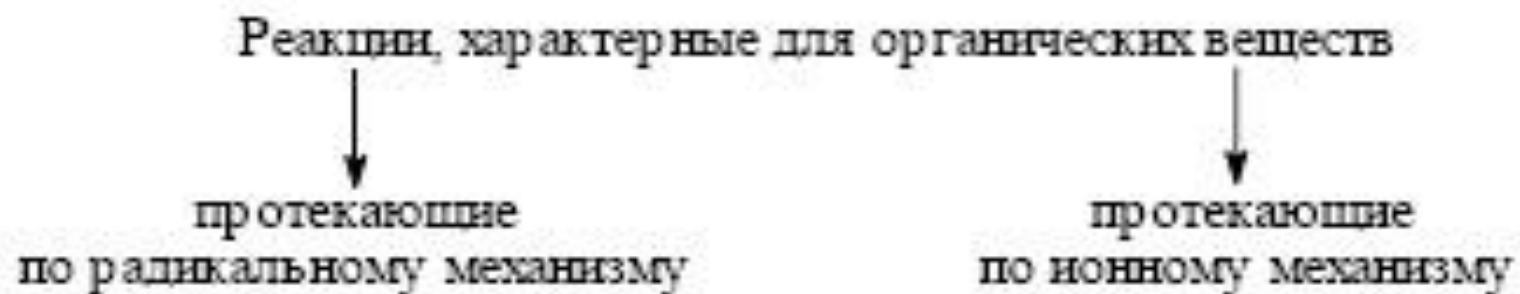 Реакции, характерные для органических веществ
протекающие
по радикальному механизму
протекающие
по ионному механизму